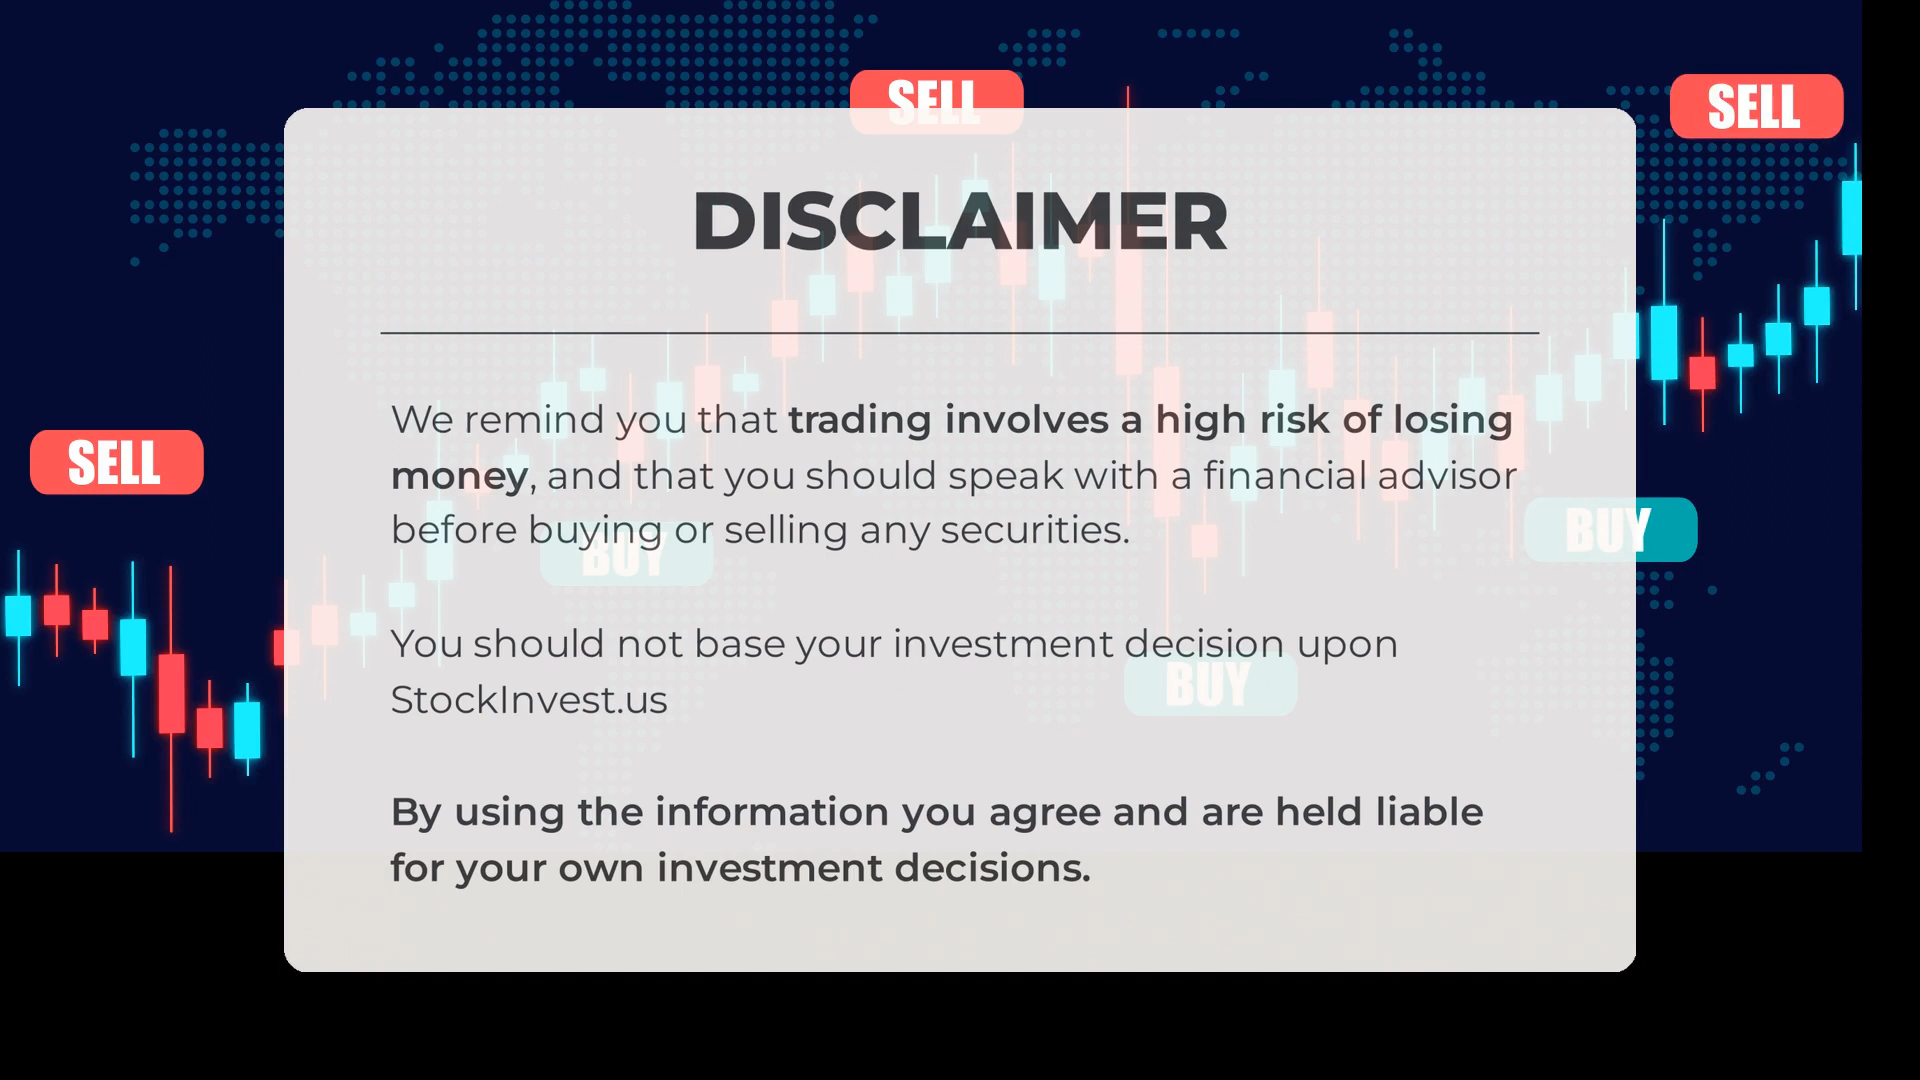 SELL
SELL
DISCLAIMER
We remind you that trading involves a high risk of losing
money, and that you should speak with a financial advisor
before buying or selling any securities.
SELL
BUY
BUY
You should not base your investment decision upon
StockInvest.us
BUY
By using the information you agree and are held liable
for your own investment decisions.